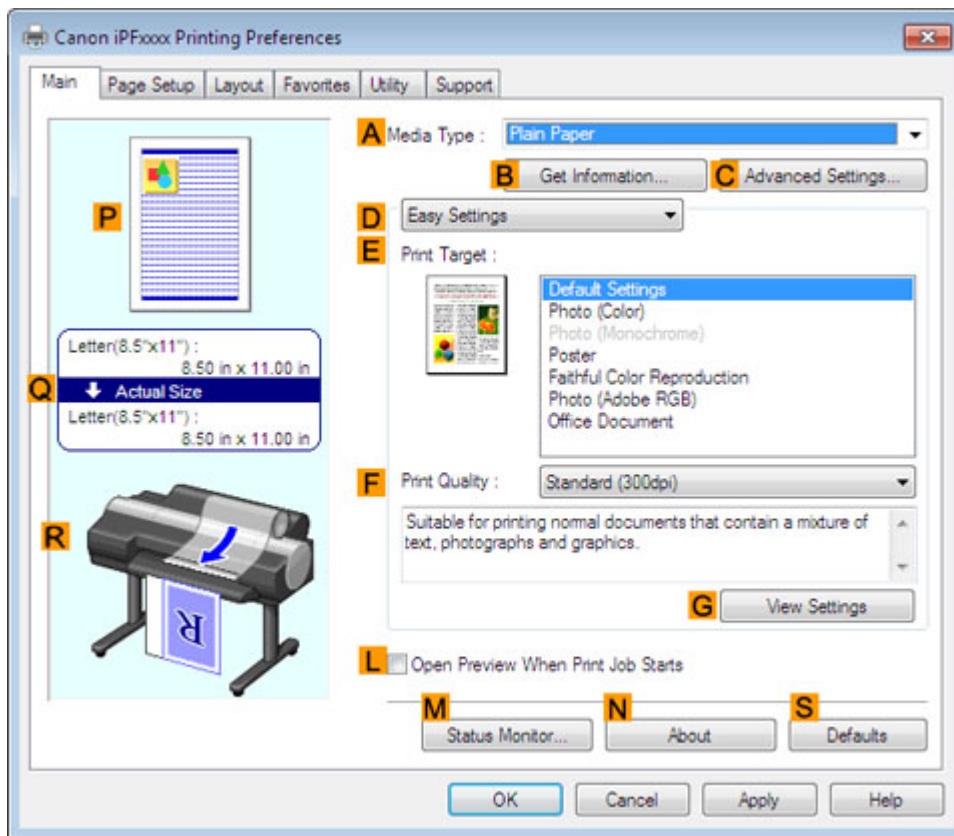 Canon iPFxxxx Printing Preferences
Main Page Setup Layout Favorites Utility Support
A Media Type : Plain Paper
B Get Information... C Advanced Settings...
D Easy Settings
E Print Target :
Default Settings
Photo (Color)
Photo (Monochrome)
Poster
Faithful Color Reproduction
Photo (Adobe RGB)
Office Document
F Print Quality : Standard (300dpi)
Suitable for printing normal documents that contain a mixture of
text, photographs and graphics.
G View Settings
L Open Preview When Print Job Starts
M N S
Status Monitor... About Defaults
P
Letter(8.5"x11") :
8.50 in x 11.00 in
Q Actual Size
Letter(8.5"x11") :
8.50 in x 11.00 in
R
R
OK Cancel Apply Help